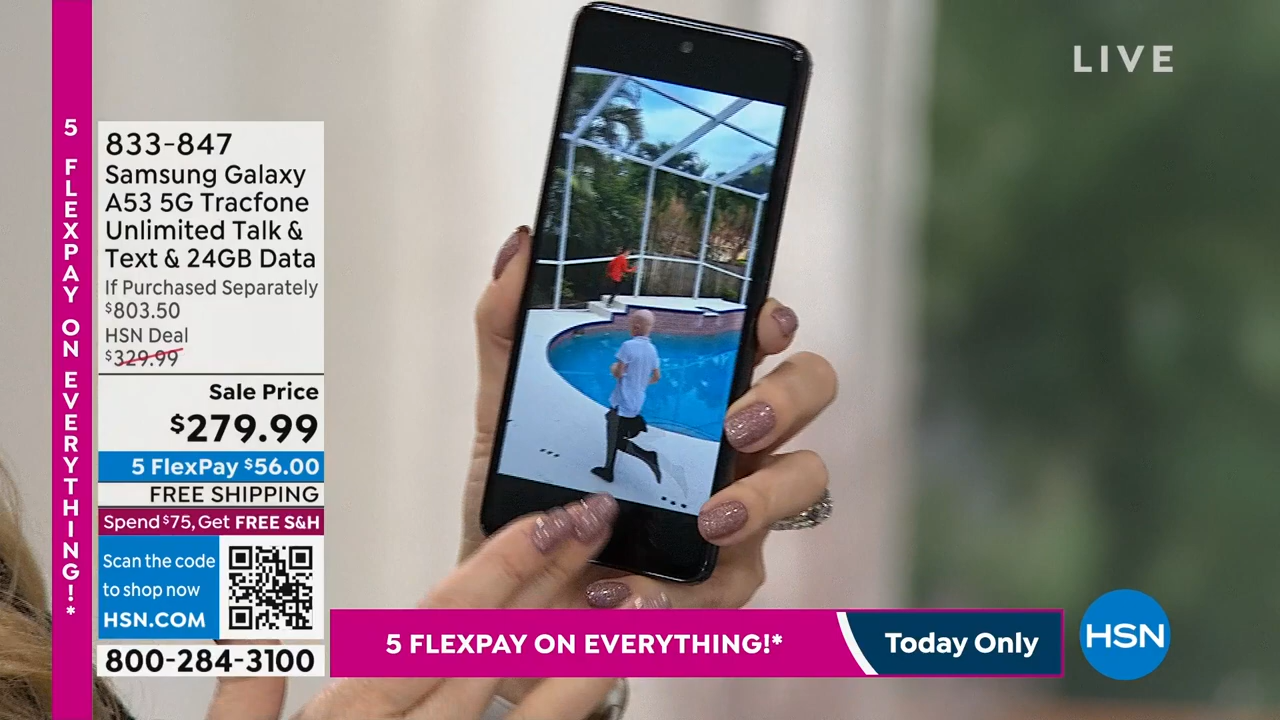 5 FLEXPAY ON EVERYTHING!*
833-847
Samsung Galaxy
A53 5G Tracfone
Unlimited Talk &
Text & 24GB Data
If Purchased Separately
$803.50
HSN Deal
$329.99
Sale Price
$279.99
5 FlexPay $56.00
FREE SHIPPING
Spend $75, Get FREE S&H
Scan the code
to shop now
HSN.COM
800-284-3100
LIVE
5 FLEXPAY ON EVERYTHING!*
Today Only
HSN